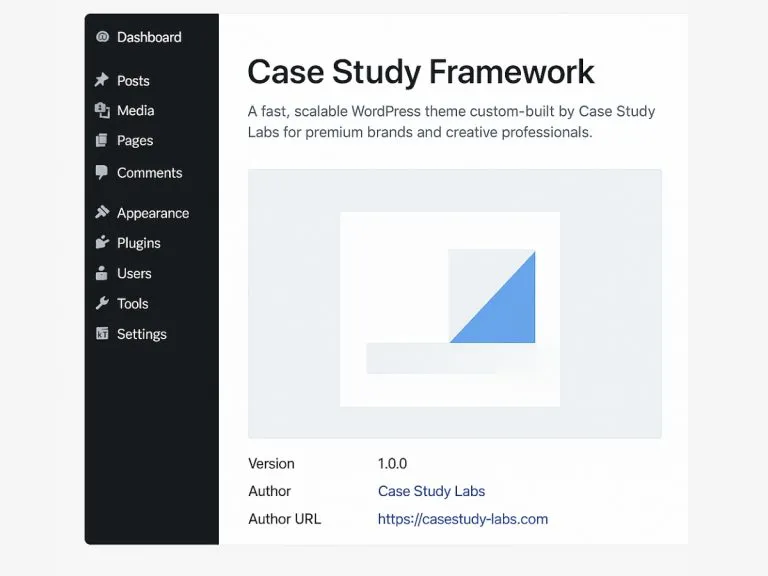 Dashboard
Posts
Media
Pages
Comments
Appearance
Plugins
Users
Tools
Settings
Case Study Framework
A fast, scalable WordPress theme custom-built by Case Study
Labs for premium brands and creative professionals.
Version 1.0.0
Author Case Study Labs
Author URL https://casestudy-labs.com